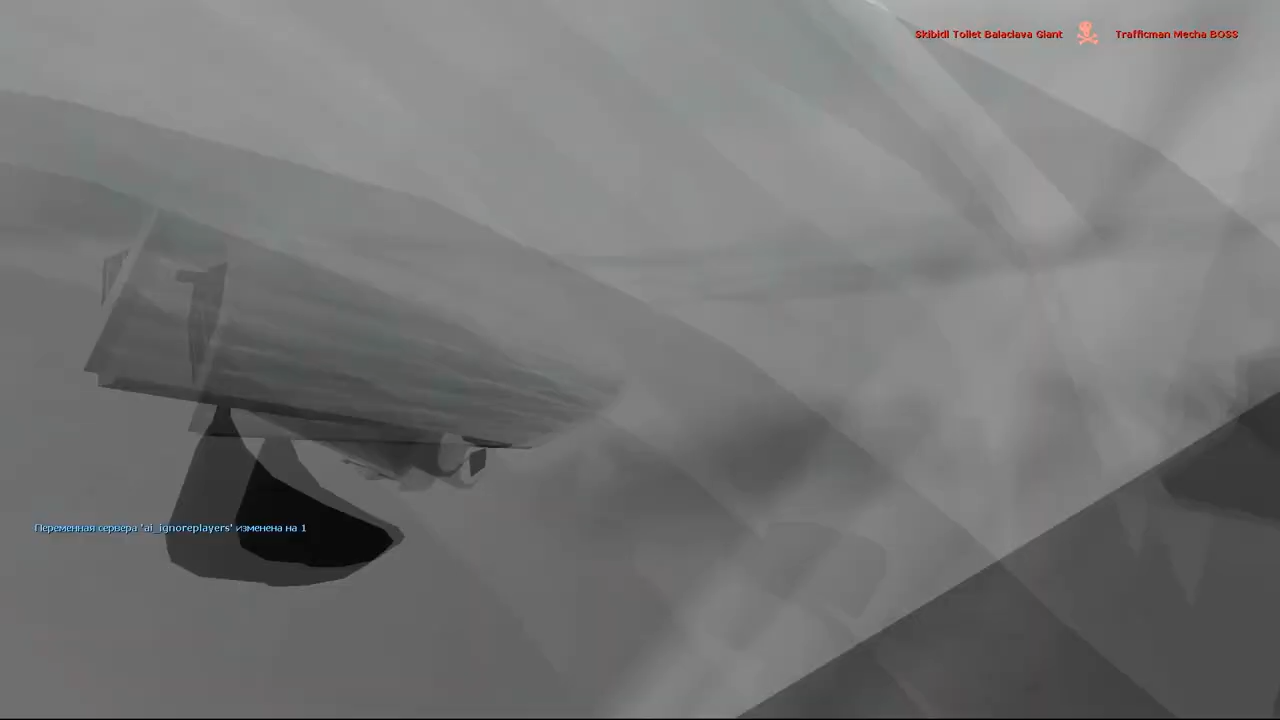 Skibidi Toilet Balaclava Giant Trafficman Mecha BOSS
Переменная сервера 'ai_ignoreplayers' изменена на 1